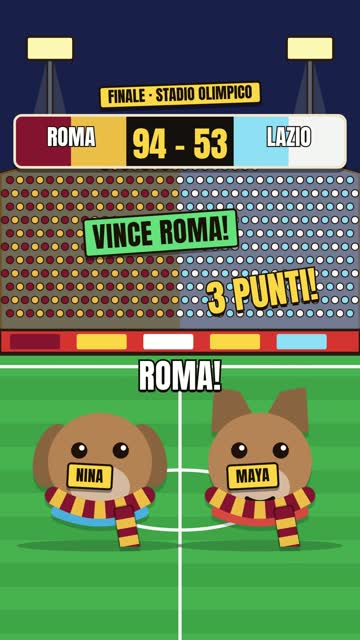 FINALE · STADIO OLIMPICO
ROMA
94 - 53
LAZIO
VINCE ROMA!
3 PUNTI!
ROMA!
NINA
MAYA